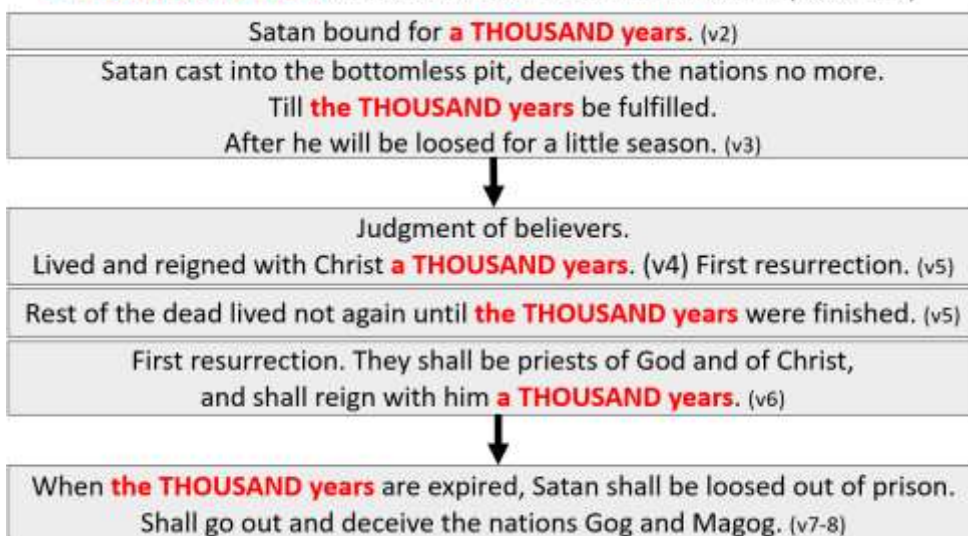 Satan bound for a THOUSAND years. (v2)
Satan cast into the bottomless pit, deceives the nations no more.
Till the THOUSAND years be fulfilled.
After he will be loosed for a little season. (v3)
Judgment of believers.
Lived and reigned with Christ a THOUSAND years. (v4) First resurrection. (v5)
Rest of the dead lived not again until the THOUSAND years were finished. (v5)
First resurrection. They shall be priests of God and of Christ,
and shall reign with him a THOUSAND years. (v6)
When the THOUSAND years are expired, Satan shall be loosed out of prison.
Shall go out and deceive the nations Gog and Magog. (v7-8)